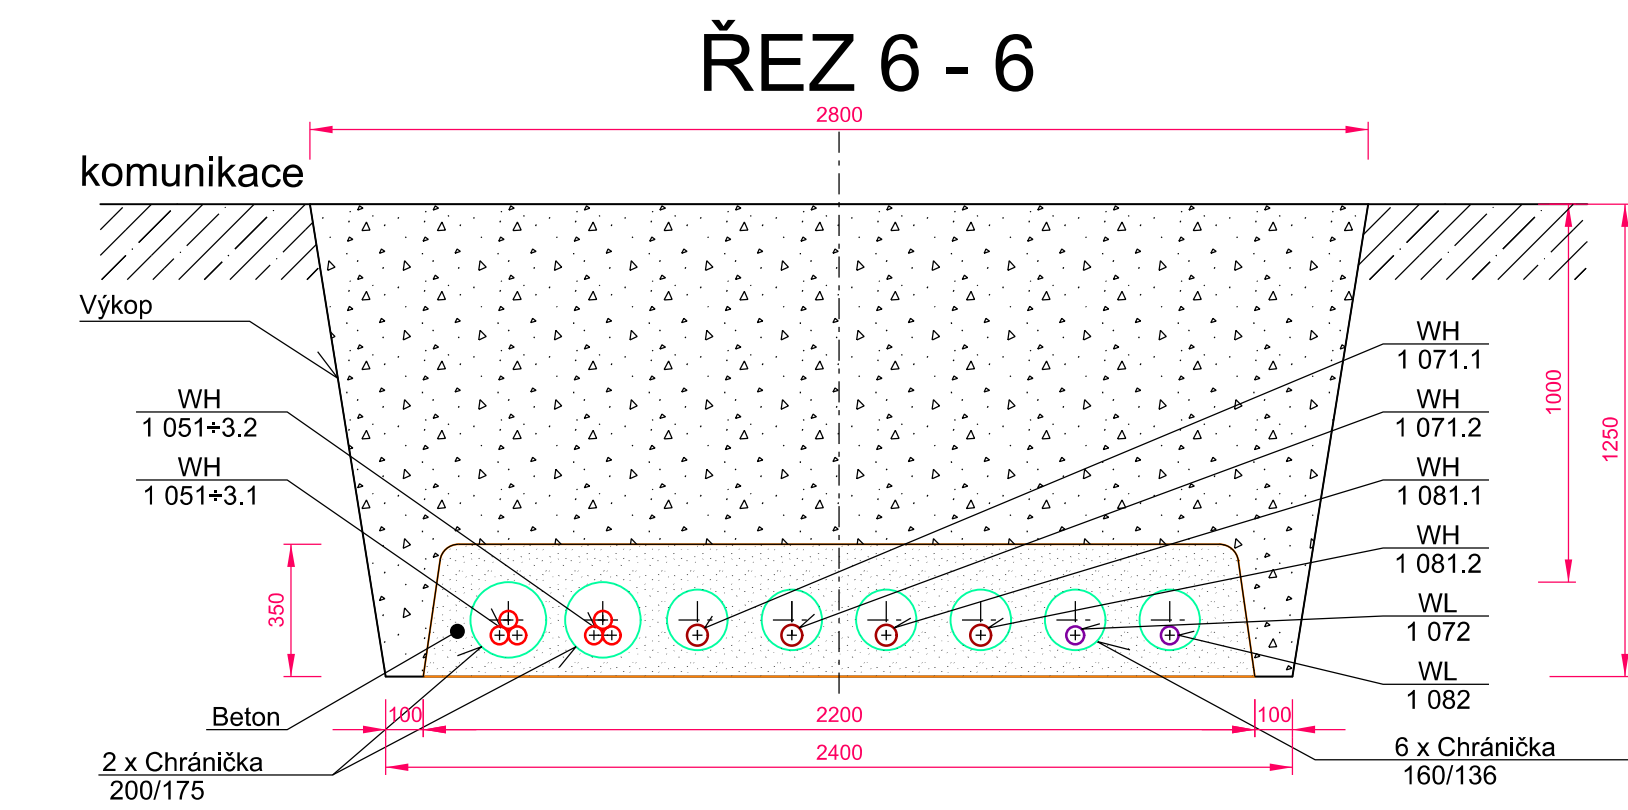 ŘEZ 6 - 6
2800
komunikace
Výkop
WH
1 051÷3.2
WH
1 051÷3.1
350
Beton
2 x Chránička
200/175
100
2200
100
2400
WH
1 071.1
WH
1 071.2
WH
1 081.1
WH
1 081.2
WL
1 072
WL
1 082
6 x Chránička
160/136
1000
1250